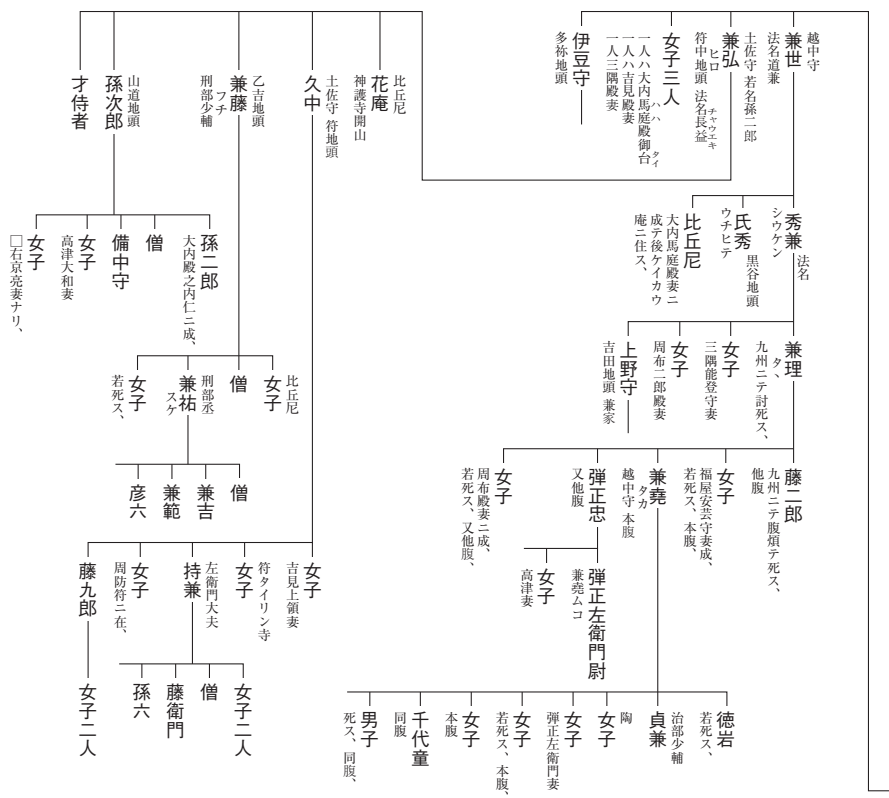 越中守
兼世
法名道兼
土佐守 若名孫二郎
兼弘
ヒロ
符中地頭 法名長益
チヤウエキ
女子三人
一人ハ大内馬庭殿御台
ハハ タイ
一人ハ吉見殿妻
一人三隅殿妻
伊豆守
多祢地頭
比丘尼
花庵
神護寺開山
土佐守 符地頭
久中
乙吉地頭
兼藤
フチ
刑部少輔
山道地頭
孫次郎
才侍者
法名
秀兼
シウケン
黒谷地頭
氏秀
ウチヒテ
比丘尼
大内馬庭殿妻ニ
成テ後ケイカウ
庵ニ住ス、
孫二郎
大内殿之内仁ニ成、
僧
備中守
女子
高津大和妻
女子
□右京亮妻ナリ、
兼理
タヽ
九州ニテ討死ス、
女子
三隅能登守妻
女子
周布二郎殿妻
上野守
吉田地頭 兼家
比丘尼
女子
僧
刑部丞
兼祐
スケ
女子
若死ス、
藤二郎
九州ニテ腹煩テ死ス、
他腹
女子
福屋安芸守妻成、
若死ス、本腹、
兼堯
タカ
越中守 本腹
弾正忠
又他腹
女子
周布殿妻ニ成、
若死ス、又他腹、
僧
兼吉
兼範
彦六
弾正左衛門尉
兼堯ムコ
女子
高津妻
女子
吉見上領妻
女子
符タイリン寺
左衛門大夫
持兼
女子
周防符ニ在、
藤九郎
徳岩
若死ス、
治部少輔
貞兼
陶
女子
女子
弾正左衛門妻
女子
若死ス、本腹、
女子
本腹
千代童
同腹
男子
死ス、同腹、
女子二人
僧
藤衛門
孫六
女子二人